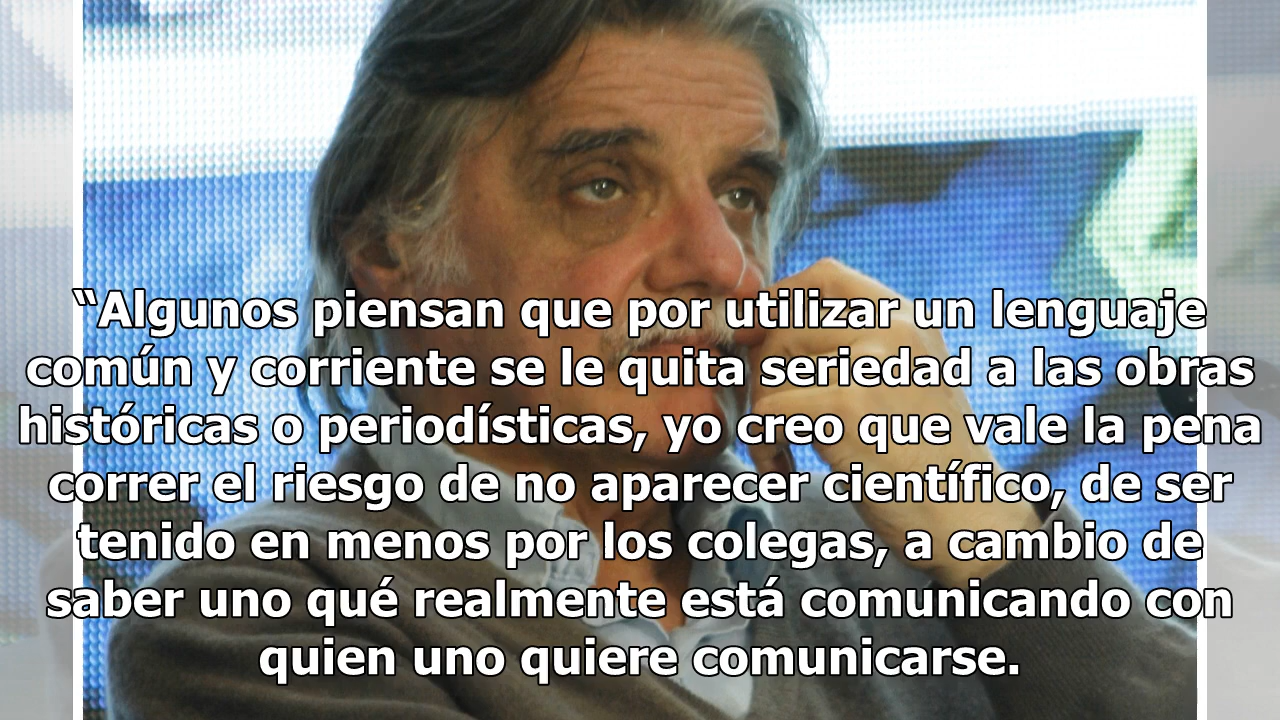 “Algunos piensan que por utilizar un lenguaje
común y corriente se le quita seriedad a las obras
históricas o periodísticas, yo creo que vale la pena
correr el riesgo de no aparecer científico, de ser
tenido en menos por los colegas, a cambio de
saber uno qué realmente está comunicando con
quien uno quiere comunicarse.